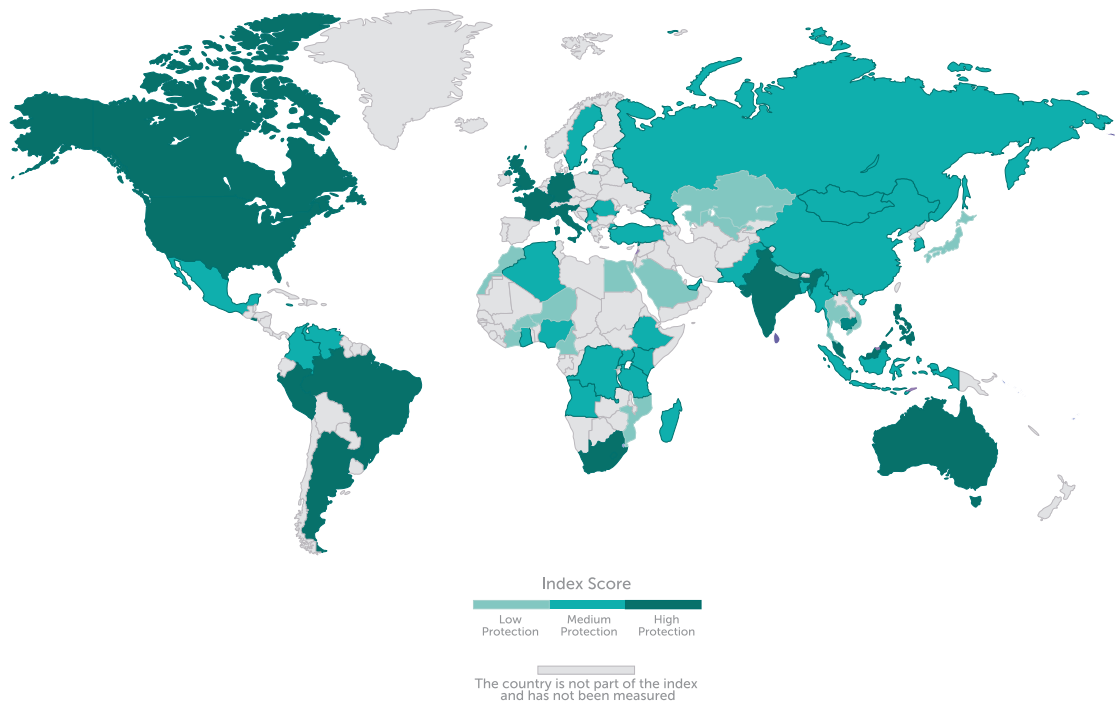 Index Score
Low
Protection
Medium
Protection
High
Protection
The country is not part of the index
and has not been measured